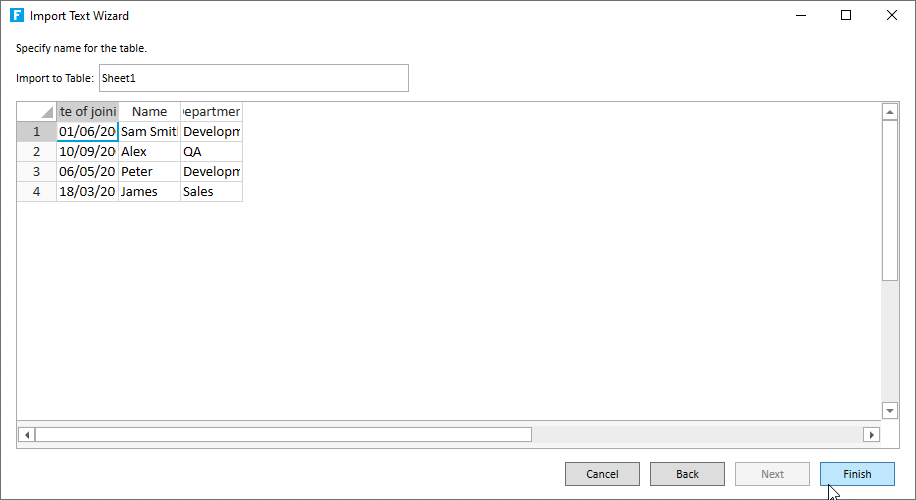 F Import Text Wizard
Specify name for the table.
Import to Table: Sheet1
te of joini Name epartmen
1 01/06/20 Sam Smit Developm
2 10/09/20 Alex QA
3 06/05/20 Peter Developm
4 18/03/20 James Sales
Cancel Back Next Finish